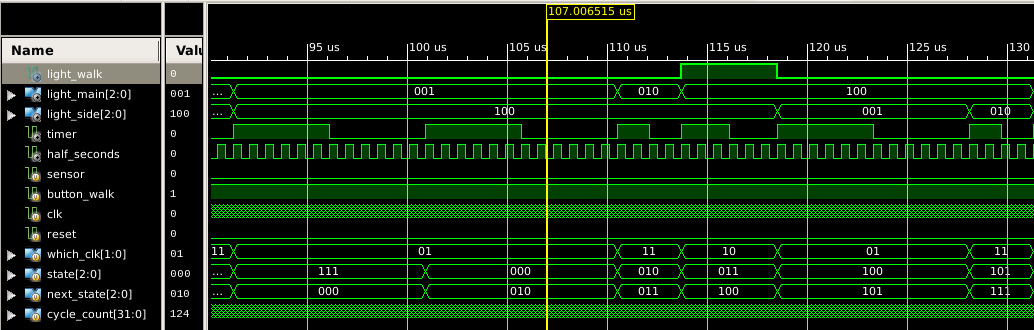 107.006515 us
Name Valu
95 us 100 us 105 us 110 us 115 us 120 us 125 us 130
light_walk 0
light_main[2:0] 001 ... 001 010 100
light_side[2:0] 100 ... 100 001 010
timer 0
half_seconds 0
sensor 0
button_walk 1
clk 0
reset 0
which_clk[1:0] 01 11 01 11 10 01 11
state[2:0] 000 ... 111 000 010 011 100 101
next_state[2:0] 010 ... 000 010 011 100 101 111
cycle_count[31:0] 124